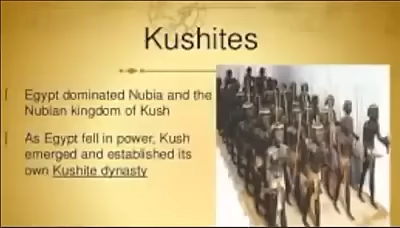 Kushites
Egypt dominated Nubia and the
Nubian kingdom of Kush
As Egypt fell in power, Kush
emerged and established its
own Kushite dynasty